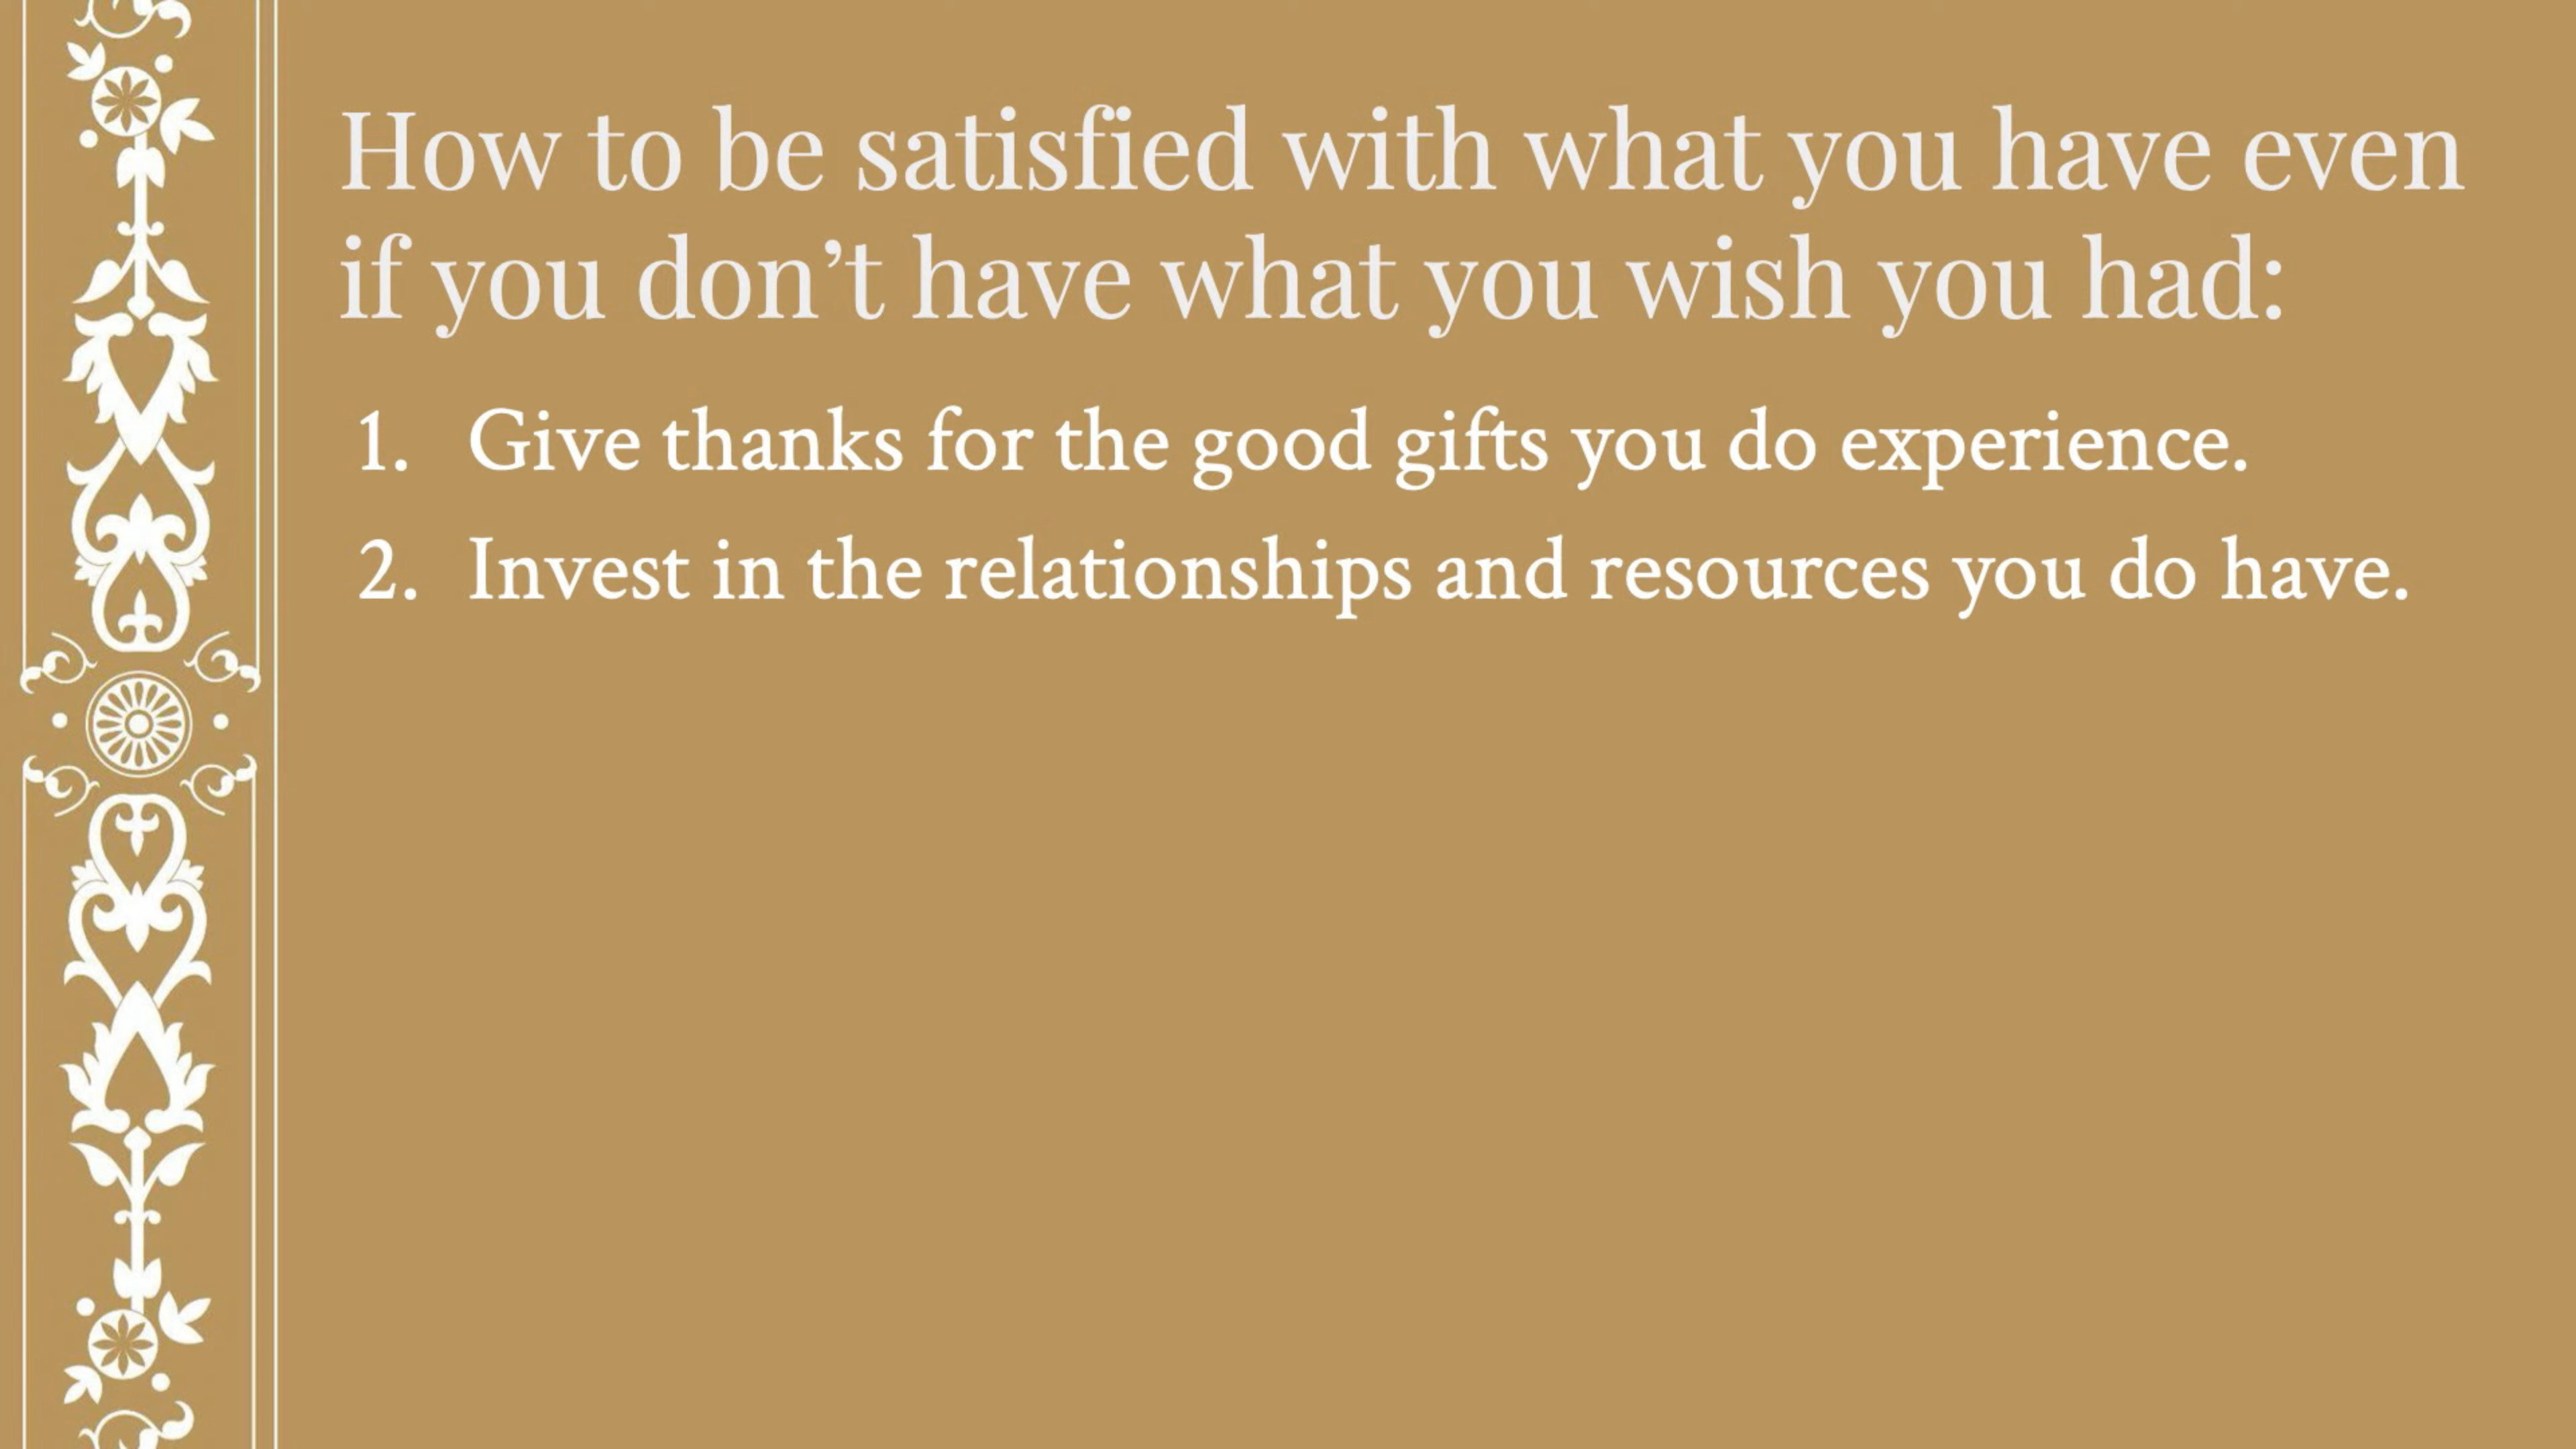 How to be satisfied with what you have even
if you don’t have what you wish you had:
1. Give thanks for the good gifts you do experience.
2. Invest in the relationships and resources you do have.